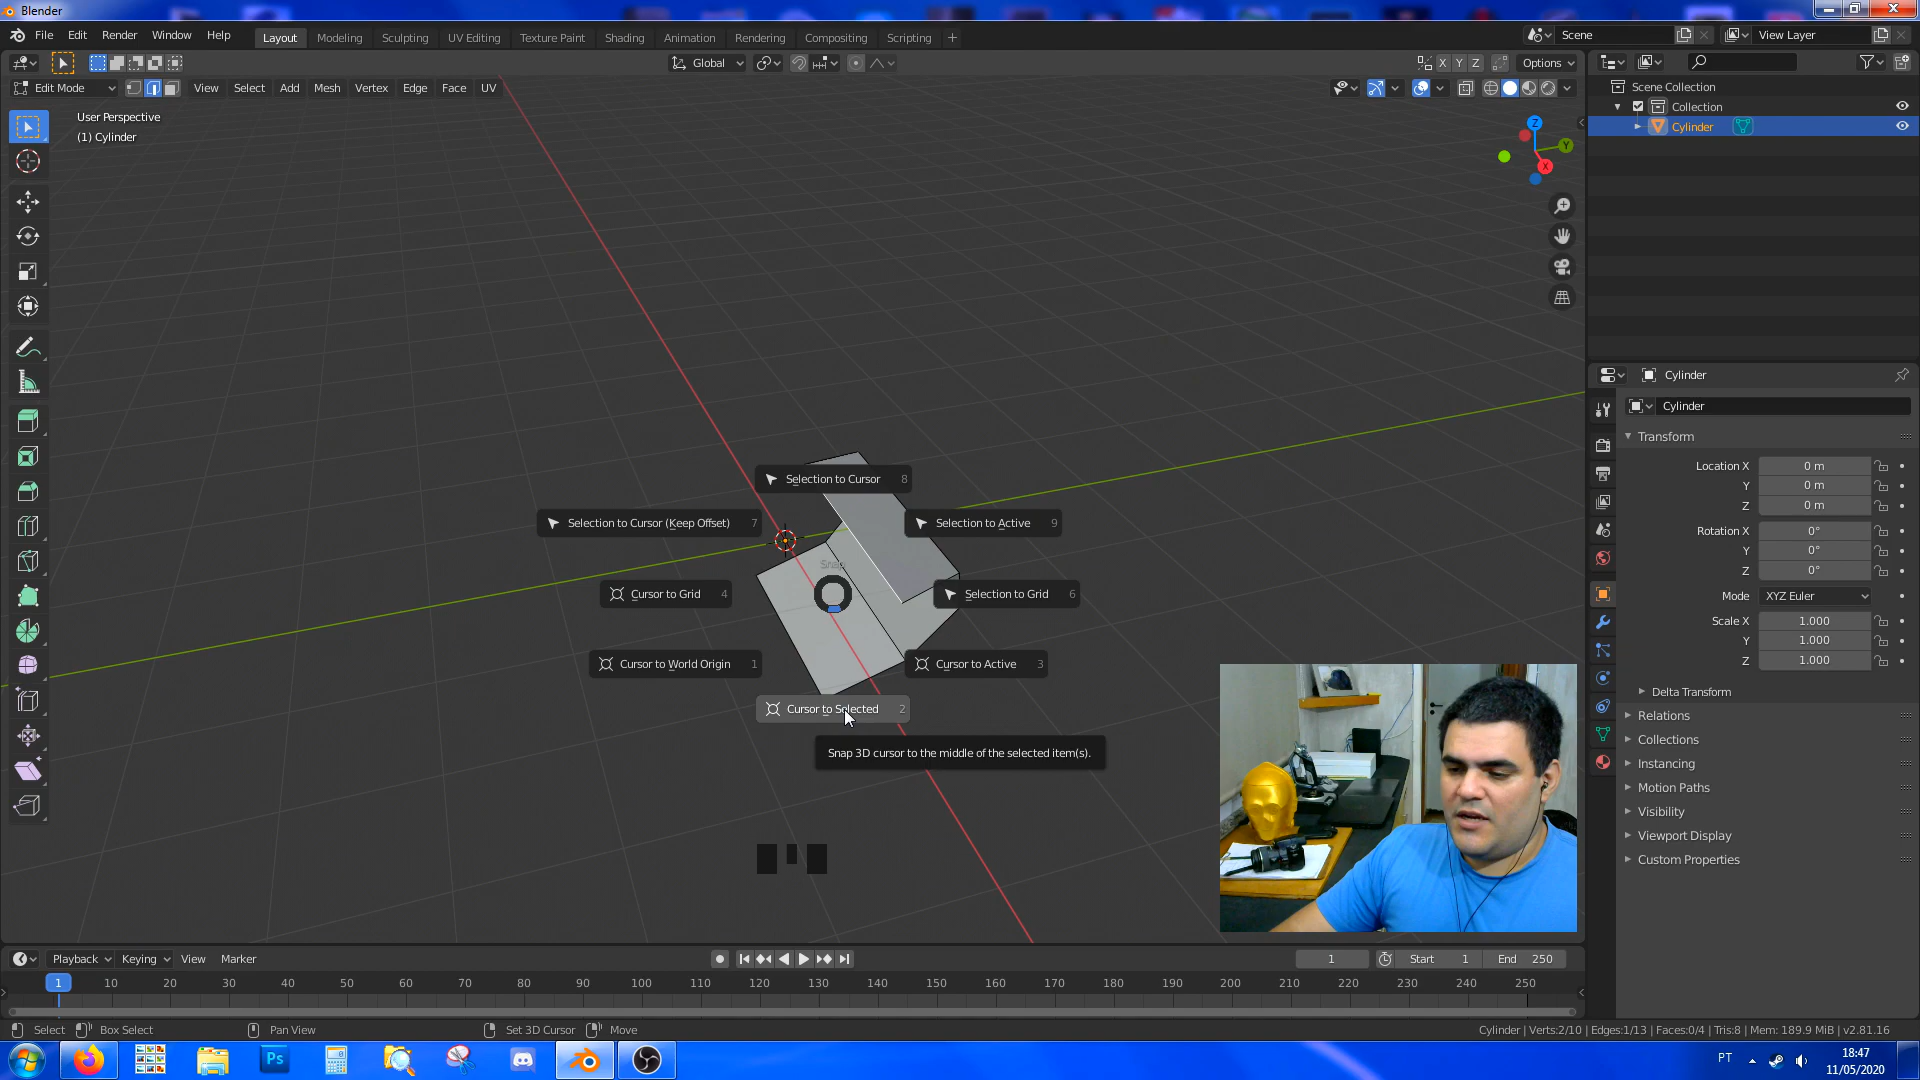 Blender
File Edit Render Window Help
Layout Modeling Sculpting UV Editing Texture Paint Shading Animation Rendering Compositing Scripting +
Scene View Layer
Global X Y Z Options
Edit Mode View Select Add Mesh Vertex Edge Face UV
User Perspective
(1) Cylinder
Z
Y
X
Scene Collection
Collection
Cylinder
Selection to Cursor 8
Selection to Cursor (Keep Offset) 7
Selection to Active 9
Snap
Cursor to Grid 4
Selection to Grid 6
Cursor to World Origin 1
Cursor to Active 3
Cursor to Selected 2
Snap 3D cursor to the middle of the selected item(s).
Cylinder
Cylinder
Transform
Location X 0 m
Y 0 m
Z 0 m
Rotation X 0°
Y 0°
Z 0°
Mode XYZ Euler
Scale X 1.000
Y 1.000
Z 1.000
Delta Transform
Relations
Collections
Instancing
Motion Paths
Visibility
Viewport Display
Custom Properties
Playback Keying View Marker 1 Start 1 End 250
1 10 20 30 40 50 60 70 80 90 100 110 120 130 140 150 160 170 180 190 200 210 220 230 240 250
Select Box Select Pan View Set 3D Cursor Move
Cylinder | Verts:2/10 | Edges:1/13 | Faces:0/4 | Tris:8 | Mem: 189.9 MiB | v2.81.16
Ps
PT
18:47
11/05/2020